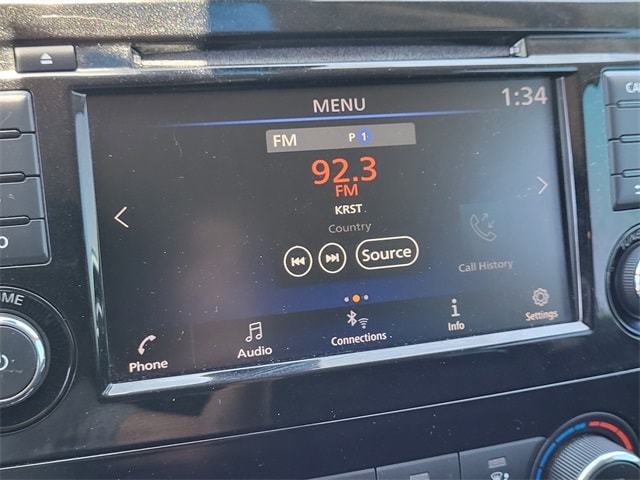 MENU 1:34
FM P 1
92.3
FM
KRST
Country
Source
Call History
Phone Audio Connections Info Settings